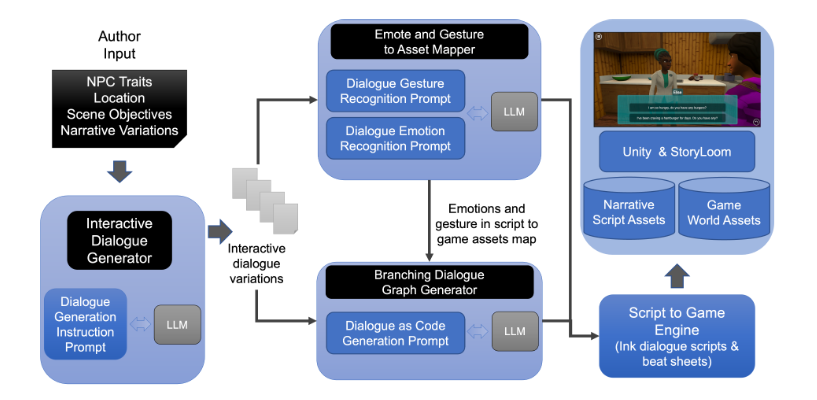 Author
Input
NPC Traits
Location
Scene Objectives
Narrative Variations
Interactive
Dialogue
Generator
Dialogue
Generation
Instruction
Prompt
LLM
Interactive
dialogue
variations
Emote and Gesture
to Asset Mapper
Dialogue Gesture
Recognition Prompt
Dialogue Emotion
Recognition Prompt
LLM
Emotions and
gesture in script to
game assets map
Branching Dialogue
Graph Generator
Dialogue as Code
Generation Prompt
LLM
Unity & StoryLoom
Narrative
Script Assets
Game
World Assets
Script to Game
Engine
(Ink dialogue scripts &
beat sheets)